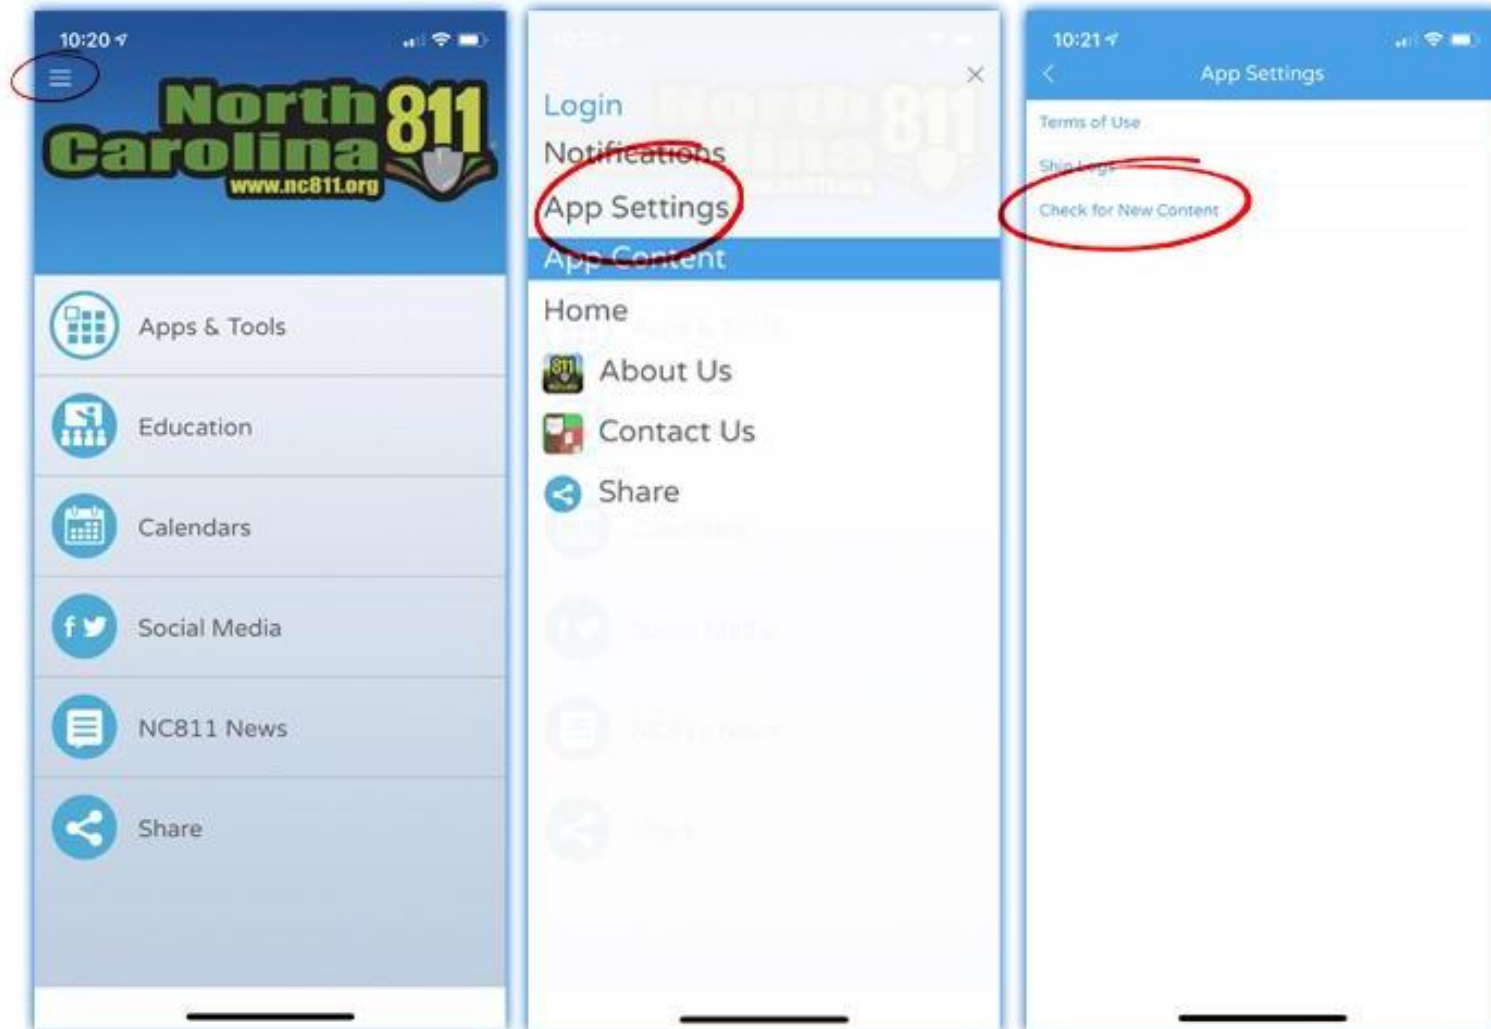 10:20
North 811
Carolina
www.nc811.org
Apps & Tools
Education
Calendars
Social Media
NC811 News
Share
Login
Notifications
App Settings
App Content
Home
About Us
Contact Us
Share
10:21
App Settings
Terms of Use
Ship Logs
Check for New Content